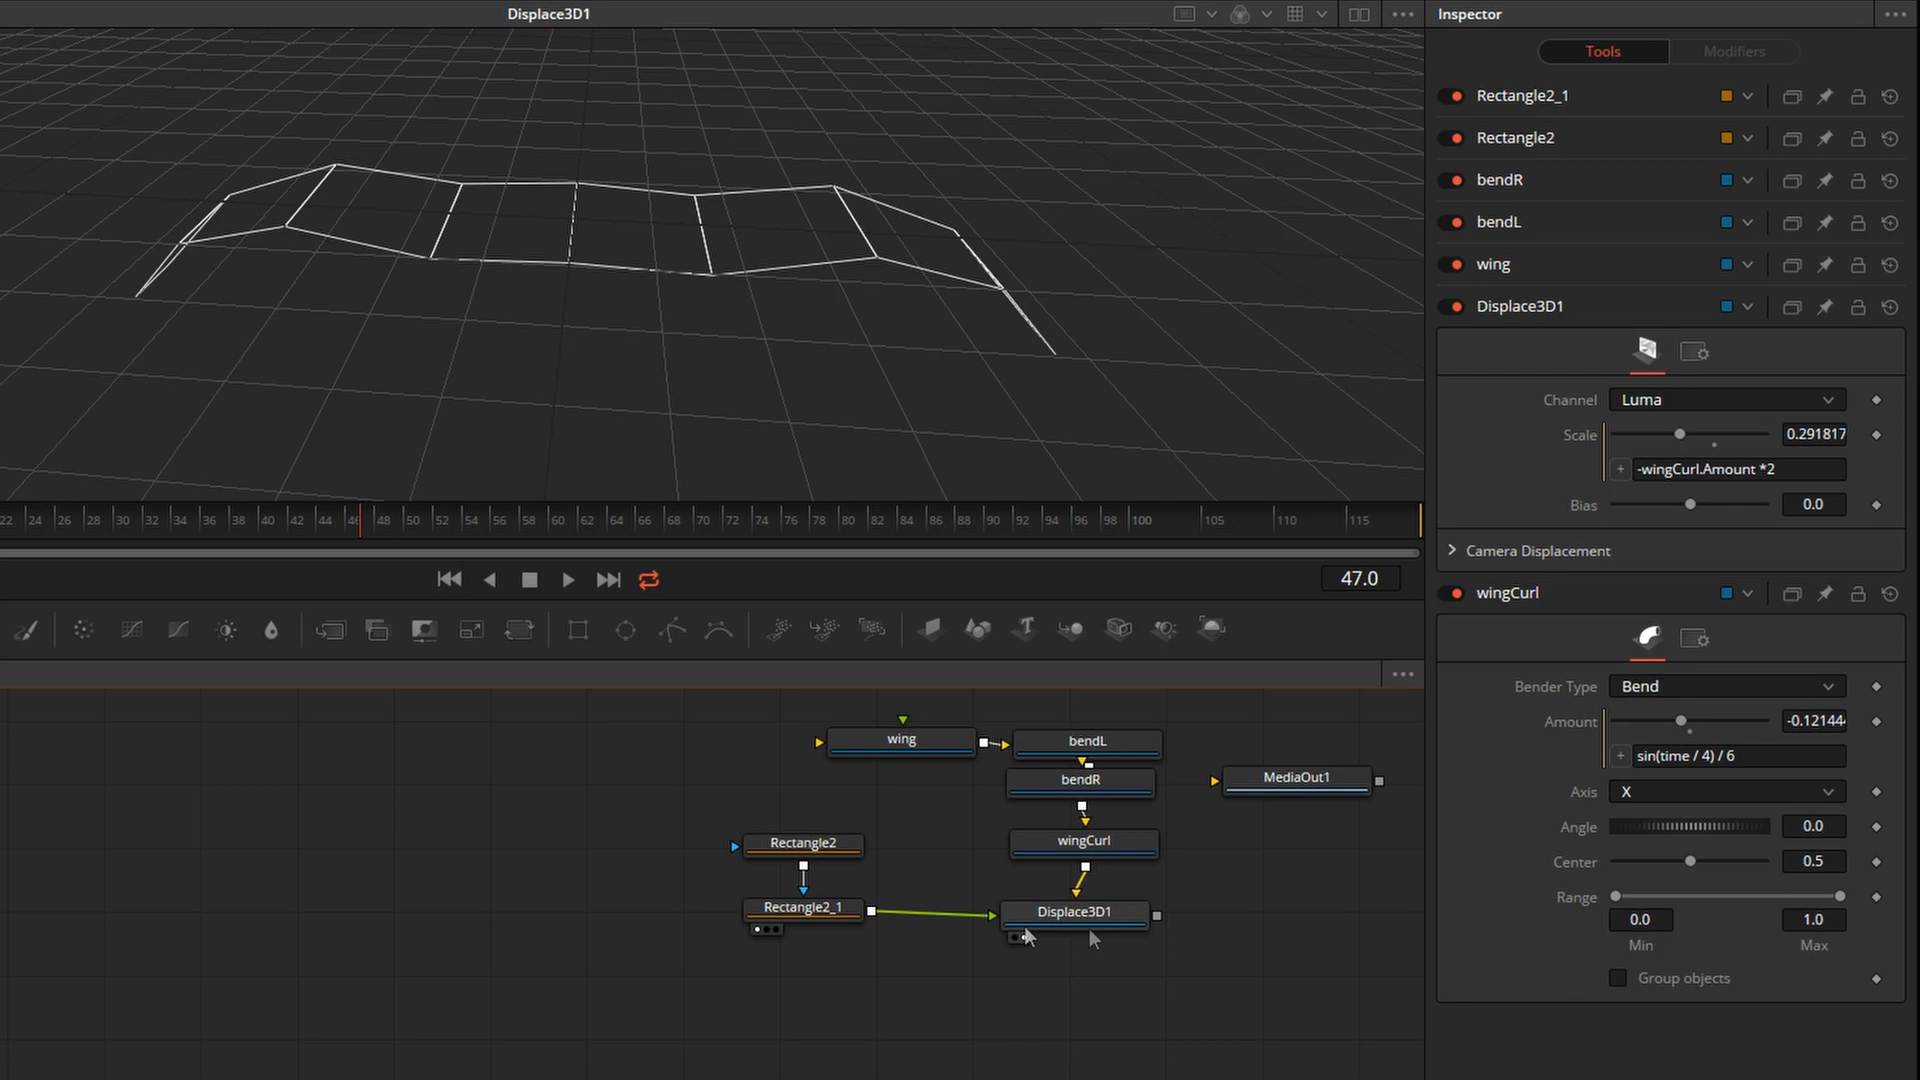 Displace3D1
Inspector
Tools
Modifiers
Rectangle2_1
Rectangle2
bendR
bendL
wing
Displace3D1
Channel
Luma
Scale
0.291817
-wingCurl.Amount *2
Bias
0.0
Camera Displacement
wingCurl
Bender Type
Bend
Amount
-0.12144
sin(time / 4) / 6
Axis
X
Angle
0.0
Center
0.5
Range
0.0
1.0
Min
Max
Group objects
22 24 26 28 30 32 34 36 38 40 42 44 46 48 50 52 54 56 58 60 62 64 66 68 70 72 74 76 78 80 82 84 86 88 90 92 94 96 98 100 105 110 115
47.0
wing
bendL
bendR
MediaOut1
wingCurl
Rectangle2
Rectangle2_1
Displace3D1